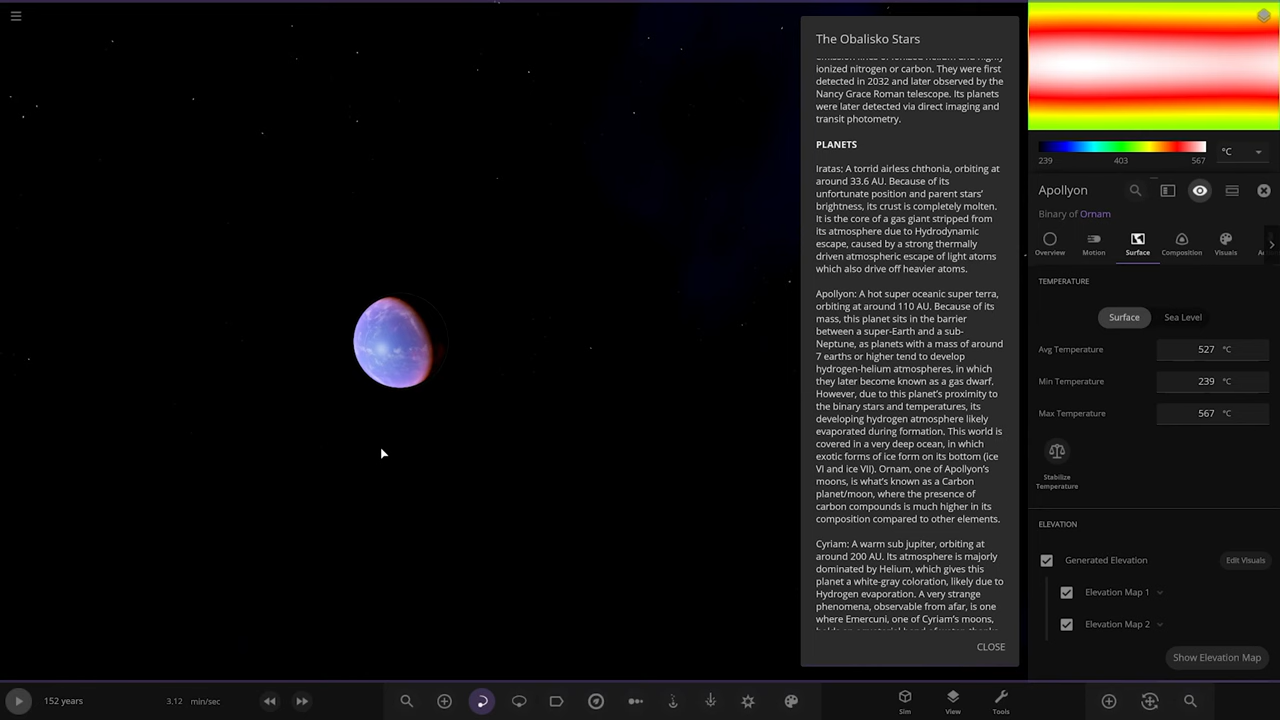 The Obalisko Stars
ionized nitrogen or carbon. They were first
detected in 2032 and later observed by the
Nancy Grace Roman telescope. Its planets
were later detected via direct imaging and
transit photometry.
PLANETS
Iratas: A torrid airless chthonia, orbiting at
around 33.6 AU. Because of its
unfortunate position and parent stars'
brightness, its crust is completely molten.
It is the core of a gas giant stripped from
its atmosphere due to Hydrodynamic
escape, caused by a strong thermally
driven atmospheric escape of light atoms
which also drive off heavier atoms.
Apollyon: A hot super oceanic super terra,
orbiting at around 110 AU. Because of its
mass, this planet sits in the barrier
between a super-Earth and a sub-
Neptune, as planets with a mass of around
7 earths or higher tend to develop
hydrogen-helium atmospheres, in which
they later become known as a gas dwarf.
However, due to this planet's proximity to
the binary stars and temperatures, its
developing hydrogen atmosphere likely
evaporated during formation. This world is
covered in a very deep ocean, in which
exotic forms of ice form on its bottom (ice
VI and ice VII). Ornam, one of Apollyon's
moons, is what's known as a Carbon
planet/moon, where the presence of
carbon compounds is much higher in its
composition compared to other elements.
Cyriam: A warm sub jupiter, orbiting at
around 200 AU. Its atmosphere is majorly
dominated by Helium, which gives this
planet a white-gray coloration, likely due to
Hydrogen evaporation. A very strange
phenomena, observable from afar, is one
where Emercuni, one of Cyriam's moons,
CLOSE
239 403 567 °C
Apollyon
Binary of Ornam
Overview Motion Surface Composition Visuals
TEMPERATURE
Surface Sea Level
Avg Temperature 527 °C
Min Temperature 239 °C
Max Temperature 567 °C
Stabilize
Temperature
ELEVATION
Generated Elevation Edit Visuals
Elevation Map 1
Elevation Map 2
Show Elevation Map
152 years 3.12 min/sec Sim View Tools